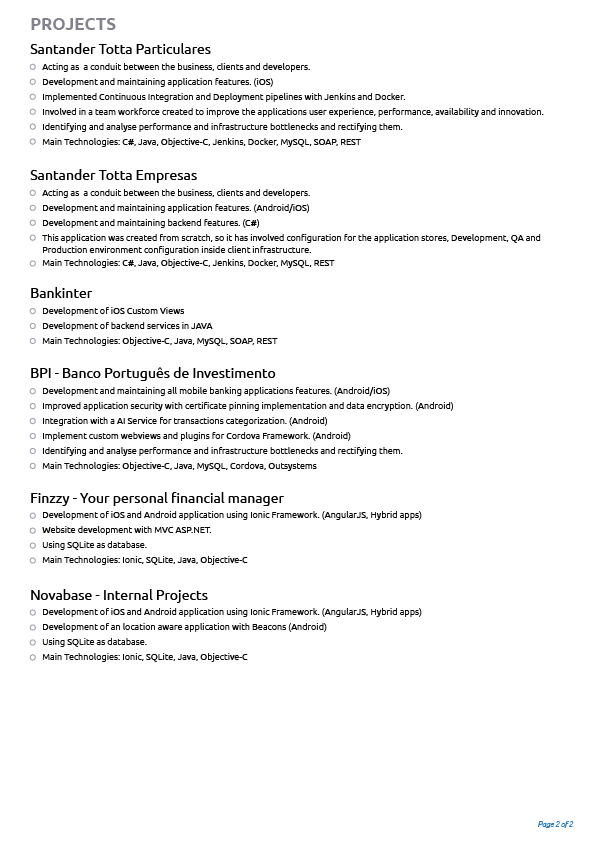 PROJECTS
Santander Totta Particulares
Acting as a conduit between the business, clients and developers.
Development and maintaining application features. (iOS)
Implemented Continuous Integration and Deployment pipelines with Jenkins and Docker.
Involved in a team workforce created to improve the applications user experience, performance, availability and innovation.
Identifying and analyse performance and infrastructure bottlenecks and rectifying them.
Main Technologies: C#, Java, Objective-C, Jenkins, Docker, MySQL, SOAP, REST
Santander Totta Empresas
Acting as a conduit between the business, clients and developers.
Development and maintaining application features. (Android/iOS)
Development and maintaining backend features. (C#)
This application was created from scratch, so it has involved configuration for the application stores, Development, QA and
Production environment configuration inside client infrastructure.
Main Technologies: C#, Java, Objective-C, Jenkins, Docker, MySQL, REST
Bankinter
Development of iOS Custom Views
Development of backend services in JAVA
Main Technologies: Objective-C, Java, MySQL, SOAP, REST
BPI - Banco Português de Investimento
Development and maintaining all mobile banking applications features. (Android/iOS)
Improved application security with certificate pinning implementation and data encryption. (Android)
Integration with a AI Service for transactions categorization. (Android)
Implement custom webviews and plugins for Cordova Framework. (Android)
Identifying and analyse performance and infrastructure bottlenecks and rectifying them.
Main Technologies: Objective-C, Java, MySQL, Cordova, Outsystems
Finzzy - Your personal financial manager
Development of iOS and Android application using Ionic Framework. (AngularJS, Hybrid apps)
Website development with MVC ASP.NET.
Using SQLite as database.
Main Technologies: Ionic, SQLite, Java, Objective-C
Novabase - Internal Projects
Development of iOS and Android application using Ionic Framework. (AngularJS, Hybrid apps)
Development of an location aware application with Beacons (Android)
Using SQLite as database.
Main Technologies: Ionic, SQLite, Java, Objective-C
Page 2 of 2